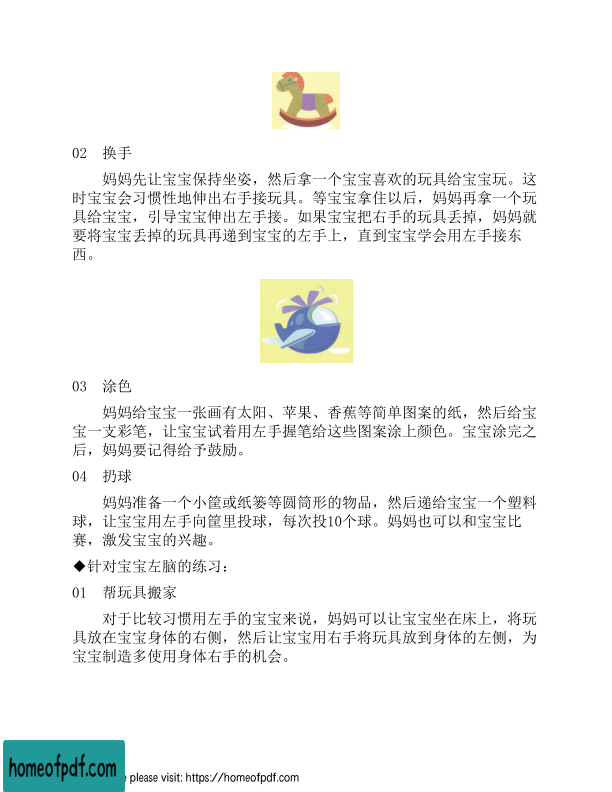 02 换手
妈妈先让宝宝保持坐姿，然后拿一个宝宝喜欢的玩具给宝宝玩。这
时宝宝会习惯性地伸出右手接玩具。等宝宝拿住以后，妈妈再拿一个玩
具给宝宝，引导宝宝伸出左手接。如果宝宝把右手的玩具丢掉，妈妈就
要将宝宝丢掉的玩具再递到宝宝的左手上，直到宝宝学会用左手接东
西。
03 涂色
妈妈给宝宝一张画有太阳、苹果、香蕉等简单图案的纸，然后给宝
宝一支彩笔，让宝宝试着用左手握笔给这些图案涂上颜色。宝宝涂完之
后，妈妈要记得给予鼓励。
04 扔球
妈妈准备一个小筐或纸篓等圆筒形的物品，然后递给宝宝一个塑料
球，让宝宝用左手向筐里投球，每次投10个球。妈妈也可以和宝宝比
赛，激发宝宝的兴趣。
◆针对宝宝左脑的练习：
01 帮玩具搬家
对于比较习惯用左手的宝宝来说，妈妈可以让宝宝坐在床上，将玩
具放在宝宝身体的右侧，然后让宝宝用右手将玩具放到身体的左侧，为
宝宝制造多使用身体右手的机会。
homeofpdf.com
e please visit: https://homeofpdf.com